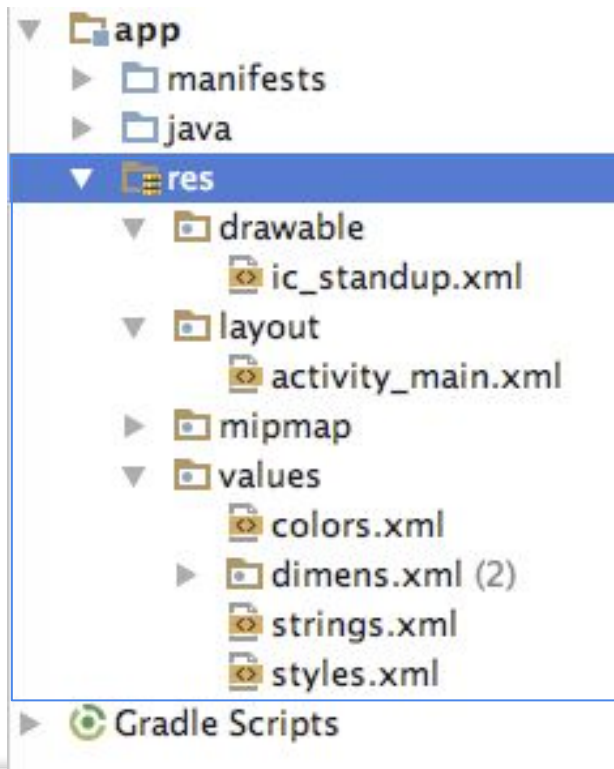 app
manifests
java
res
drawable
ic_standup.xml
layout
activity_main.xml
mipmap
values
colors.xml
dimens.xml (2)
strings.xml
styles.xml
Gradle Scripts